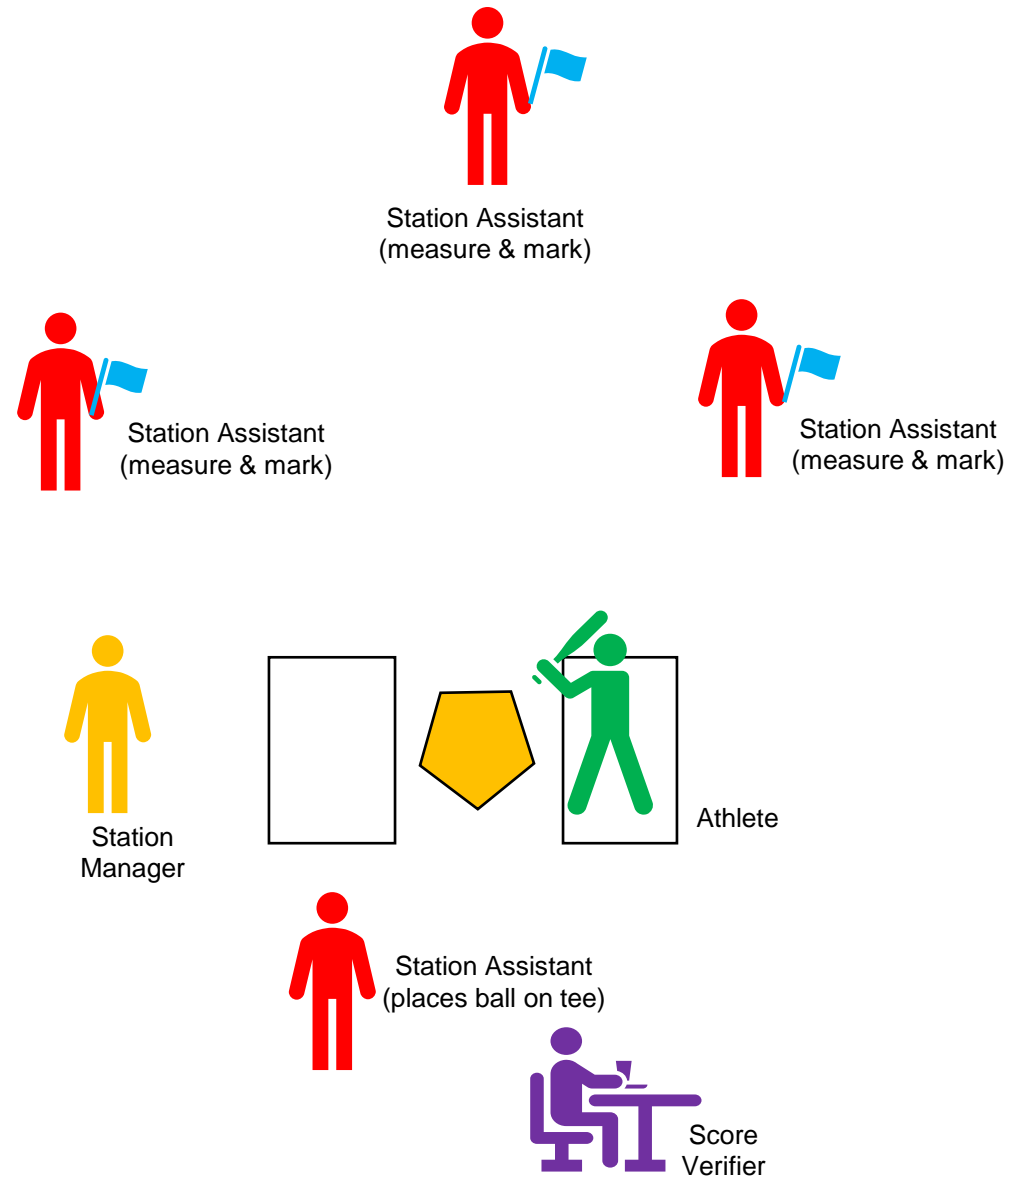 Station Assistant
(measure & mark)
Station Assistant
(measure & mark)
Station Assistant
(measure & mark)
Athlete
Station
Manager
Station Assistant
(places ball on tee)
Score
Verifier